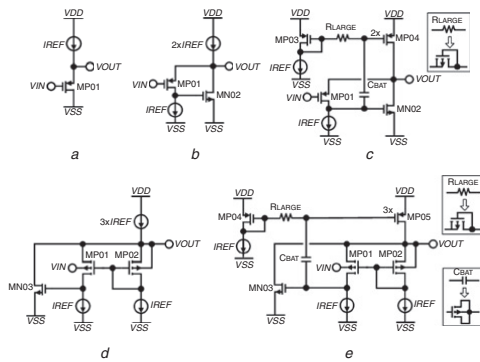 VDD
IREF
VOUT
VIN
MP01
VSS
a
VDD
2xIREF
VOUT
VIN
MP01
MN02
IREF
VSS
VSS
b
VDD
VDD
MP03
RLARGE
2x
MP04
IREF
VSS
VIN
MP01
CBAT
VOUT
MN02
IREF
VSS
VSS
c
RLARGE
VDD
3xIREF
VOUT
MP01
MP02
VIN
MN03
IREF
IREF
VSS
VSS
VSS
d
VDD
VDD
MP04
RLARGE
3x
MP05
IREF
VSS
CBAT
MP01
MP02
VOUT
VIN
MN03
IREF
IREF
VSS
VSS
VSS
e
RLARGE
CBAT